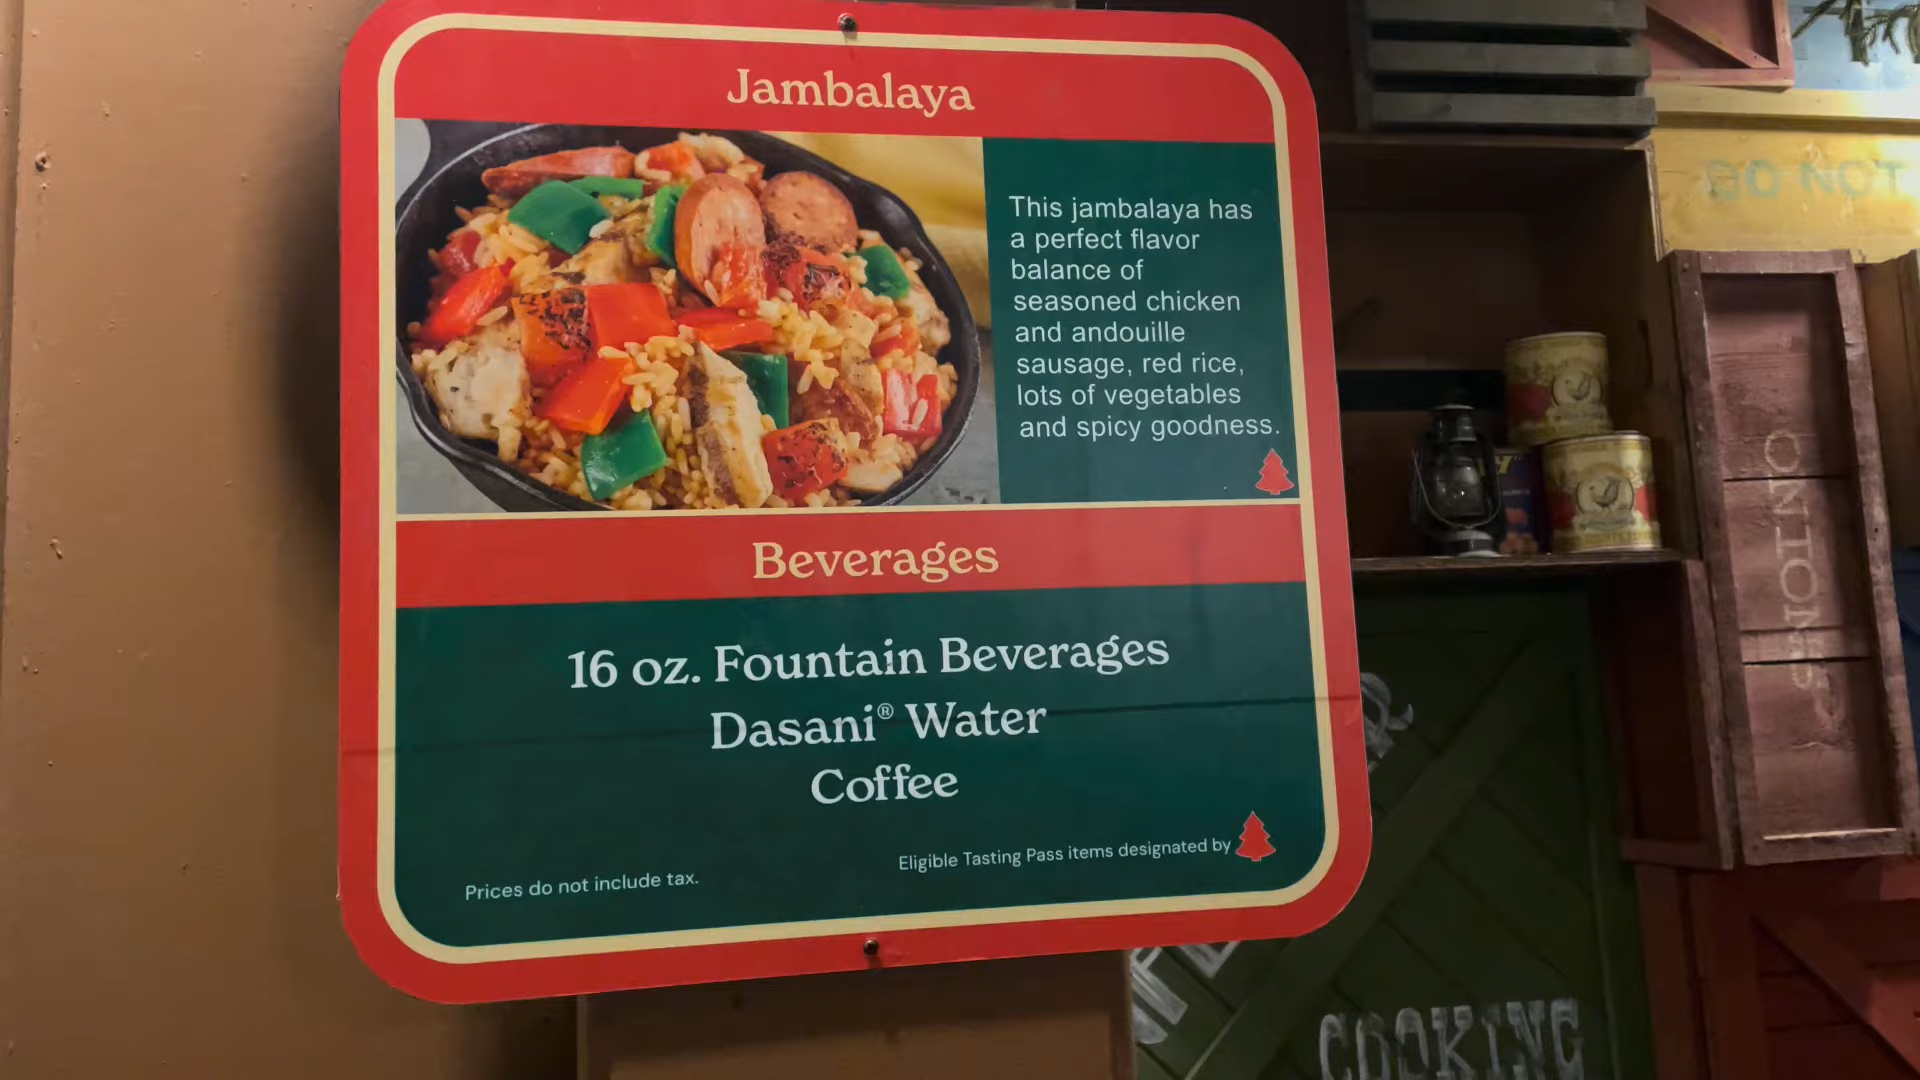 Jambalaya
This jambalaya has
a perfect flavor
balance of
seasoned chicken
and andouille
sausage, red rice,
lots of vegetables
and spicy goodness.
Beverages
16 oz. Fountain Beverages
Dasani® Water
Coffee
Eligible Tasting Pass items designated by
Prices do not include tax.
DO NOT
ONIONS
COOKING